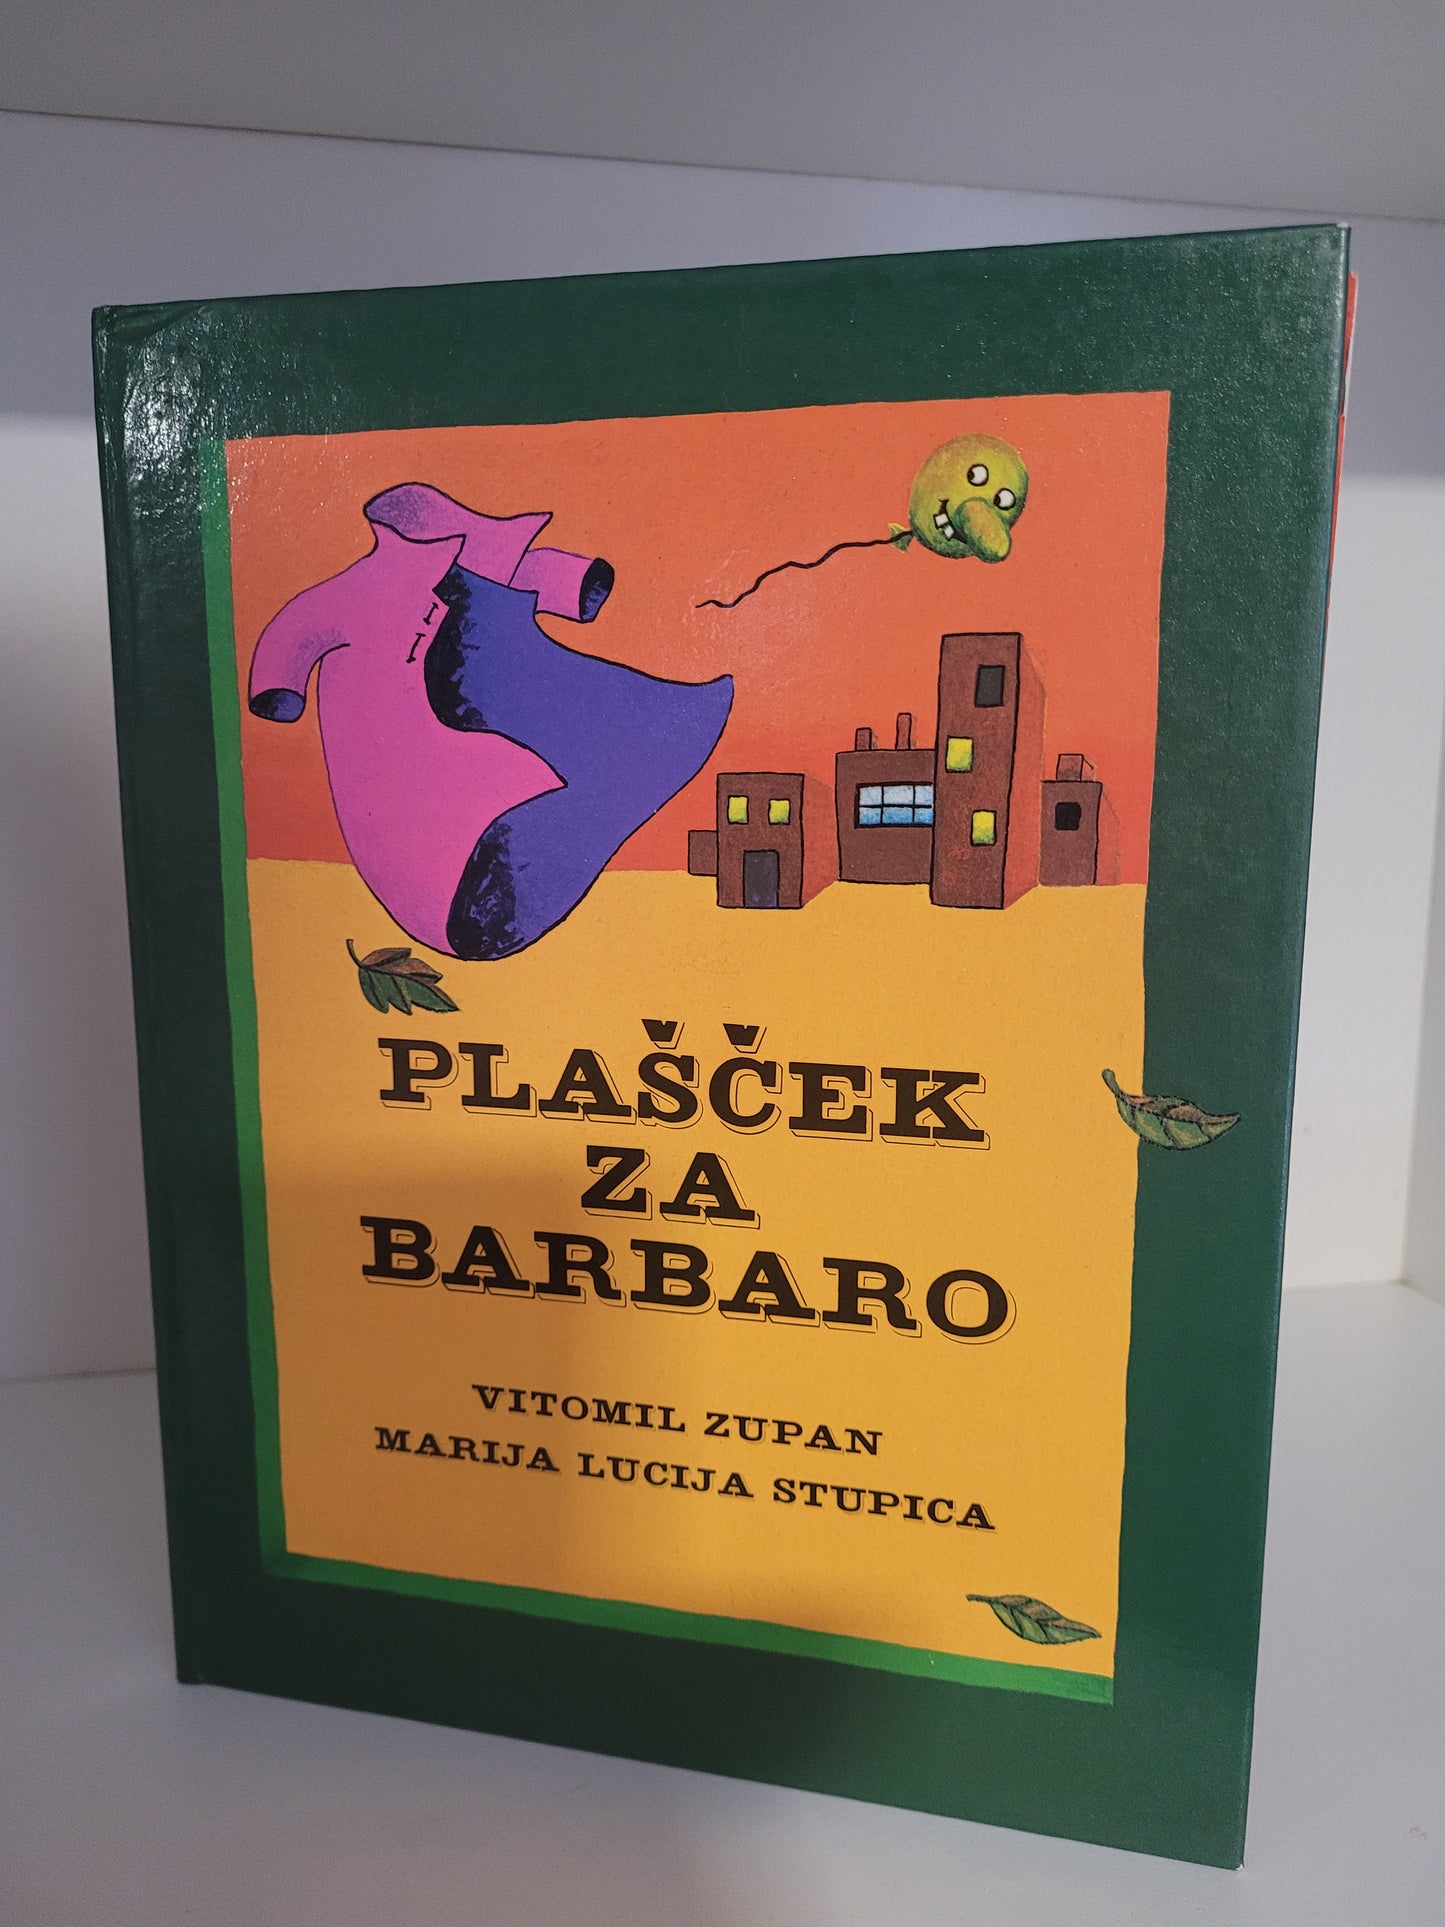 PLAŠČEK
ZA
BARBARO
VITOMIL ZUPAN
MARIJA LUCIJA STUPICA